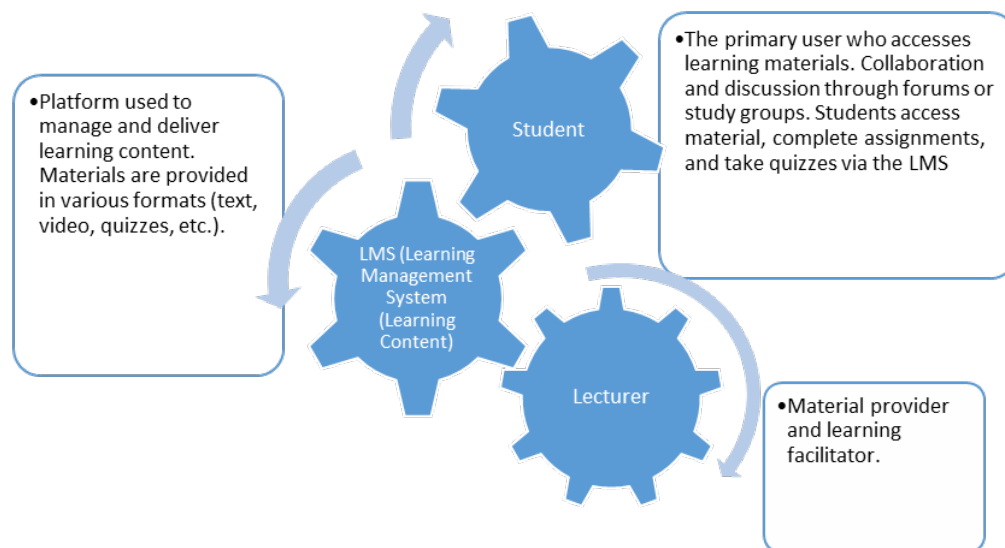 •Platform used to
manage and deliver
learning content.
Materials are provided
in various formats (text,
video, quizzes, etc.).
Student
•The primary user who accesses
learning materials. Collaboration
and discussion through forums or
study groups. Students access
material, complete assignments,
and take quizzes via the LMS
LMS (Learning
Management
System
(Learning
Content)
Lecturer
•Material provider
and learning
facilitator.